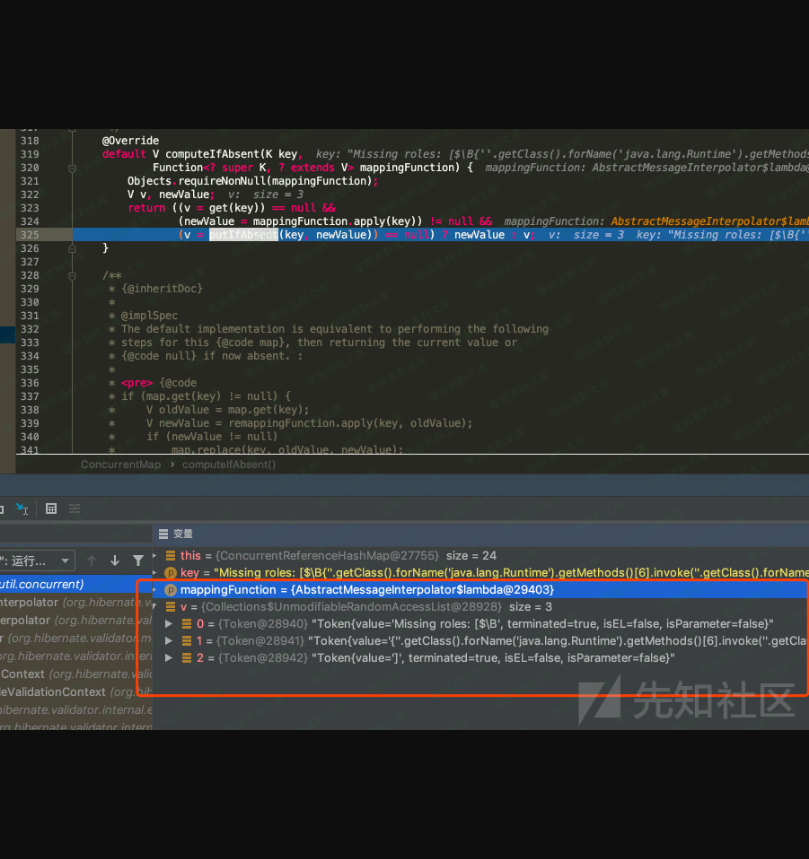 318 @Override
319 default V computeIfAbsent(K key, key: "Missing roles: [$\B{''.getClass().forName('java.lang.Runtime').getMethods
320 Function<? super K, ? extends V> mappingFunction) { mappingFunction: AbstractMessageInterpolator$lambda@
321 Objects.requireNonNull(mappingFunction);
322 V v, newValue; v: size = 3
323 return ((v = get(key)) == null &&
324 (newValue = mappingFunction.apply(key)) != null && mappingFunction: AbstractMessageInterpolator$lamb
325 (v = putIfAbsent(key, newValue)) == null) ? newValue : v; v: size = 3 key: "Missing roles: [$\B{''
326 }
327
328 /**
329 * {@inheritDoc}
330 *
331 * @implSpec
332 * The default implementation is equivalent to performing the following
333 * steps for this {@code map}, then returning the current value or
334 * {@code null} if now absent. :
335 *
336 * <pre> {@code
337 * if (map.get(key) != null) {
338 * V oldValue = map.get(key);
339 * V newValue = remappingFunction.apply(key, oldValue);
340 * if (newValue != null)
341 * map.replace(key, oldValue, newValue);
ConcurrentMap › computeIfAbsent()
变量
": 运行...
this = {ConcurrentReferenceHashMap@27755} size = 24
key = "Missing roles: [$\B{''.getClass().forName('java.lang.Runtime').getMethods()[6].invoke(''.getClass().forName
util.concurrent)
mappingFunction = {AbstractMessageInterpolator$lambda@29403}
nterpolator (org.hibernate.v
v = {Collections$UnmodifiableRandomAccessList@28928} size = 3
erpolator (org.hibernate.val
0 = {Token@28940} "Token{value='Missing roles: [$\B', terminated=true, isEL=false, isParameter=false}"
r (org.hibernate.validator.m
1 = {Token@28941} "Token{value='{''.getClass().forName('java.lang.Runtime').getMethods()[6].invoke(''.getCla
hibernate.validator.inter
2 = {Token@28942} "Token{value=']', terminated=true, isEL=false, isParameter=false}"
Context (org.hibernate.valid
leValidationContext (org.hib
hibernate.validator.internal.e
rg.hibernate.validator.internal
先知社区